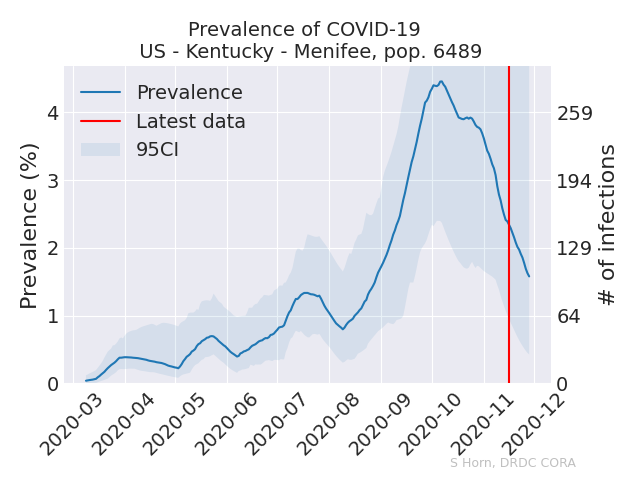 Prevalence of COVID-19
US - Kentucky - Menifee, pop. 6489
Prevalence
Latest data
95CI
Prevalence (%)
4
3
2
1
0
# of infections
259
194
129
64
0
2020-03
2020-04
2020-05
2020-06
2020-07
2020-08
2020-09
2020-10
2020-11
2020-12
S Horn, DRDC CORA